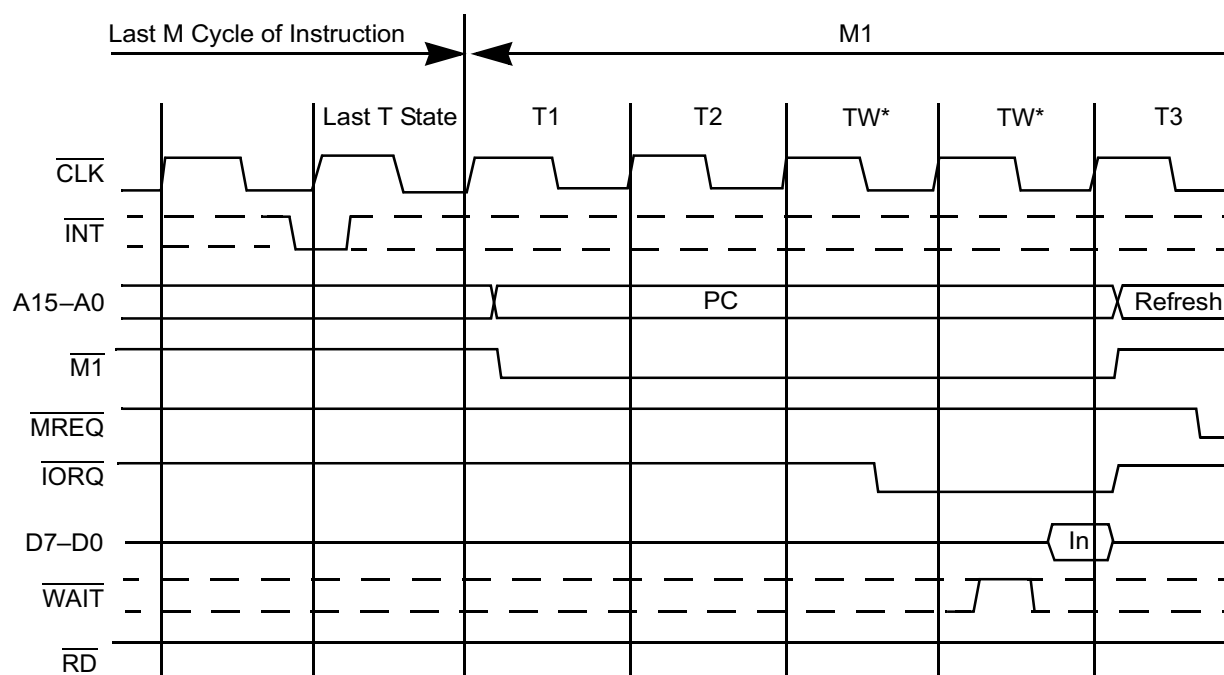 Last M Cycle of Instruction M1
Last T State T1 T2 TW* TW* T3
CLK
INT
A15–A0 PC Refresh
M1
MREQ
IORQ
D7–D0 In
WAIT
RD